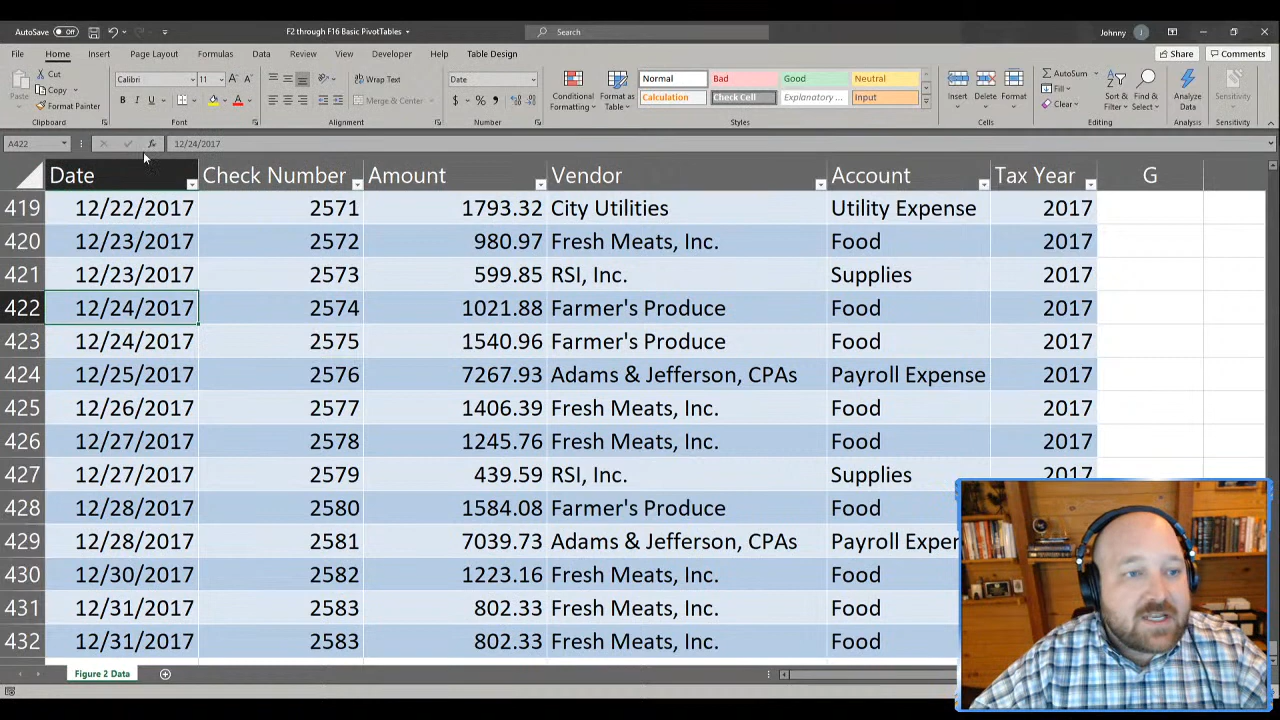 AutoSave Off F2 through F16 Basic PivotTables Search Johnny J
File Home Insert Page Layout Formulas Data Review View Developer Help Table Design Share Comments
Paste Cut Copy Format Painter Clipboard
Calibri 11 B I U Font
Wrap Text Merge & Center Alignment
Date $ % Number
Conditional Formatting Format as Table Normal Bad Good Neutral
Calculation Check Cell Explanatory ... Input Styles
Insert Delete Format Cells
AutoSum Fill Clear Sort & Filter Find & Select Editing
Analyze Data Analysis
Sensitivity Sensitivity
A422 fx 12/24/2017
Date Check Number Amount Vendor Account Tax Year G
419 12/22/2017 2571 1793.32 City Utilities Utility Expense 2017
420 12/23/2017 2572 980.97 Fresh Meats, Inc. Food 2017
421 12/23/2017 2573 599.85 RSI, Inc. Supplies 2017
422 12/24/2017 2574 1021.88 Farmer's Produce Food 2017
423 12/24/2017 2575 1540.96 Farmer's Produce Food 2017
424 12/25/2017 2576 7267.93 Adams & Jefferson, CPAs Payroll Expense 2017
425 12/26/2017 2577 1406.39 Fresh Meats, Inc. Food 2017
426 12/27/2017 2578 1245.76 Fresh Meats, Inc. Food 2017
427 12/27/2017 2579 439.59 RSI, Inc. Supplies 2017
428 12/28/2017 2580 1584.08 Farmer's Produce Food
429 12/28/2017 2581 7039.73 Adams & Jefferson, CPAs Payroll Exper
430 12/30/2017 2582 1223.16 Fresh Meats, Inc. Food
431 12/31/2017 2583 802.33 Fresh Meats, Inc. Food
432 12/31/2017 2583 802.33 Fresh Meats, Inc. Food
Figure 2 Data